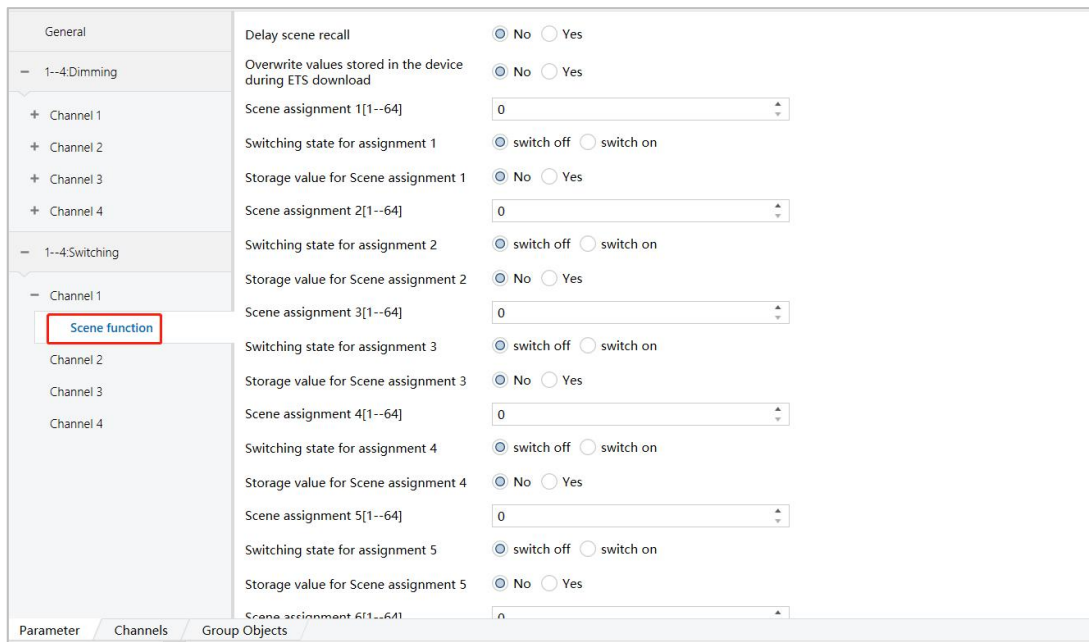 General
1--4:Dimming
Channel 1
Channel 2
Channel 3
Channel 4
1--4:Switching
Channel 1
Scene function
Channel 2
Channel 3
Channel 4
Delay scene recall No Yes
Overwrite values stored in the device
during ETS download No Yes
Scene assignment 1[1--64] 0
Switching state for assignment 1 switch off switch on
Storage value for Scene assignment 1 No Yes
Scene assignment 2[1--64] 0
Switching state for assignment 2 switch off switch on
Storage value for Scene assignment 2 No Yes
Scene assignment 3[1--64] 0
Switching state for assignment 3 switch off switch on
Storage value for Scene assignment 3 No Yes
Scene assignment 4[1--64] 0
Switching state for assignment 4 switch off switch on
Storage value for Scene assignment 4 No Yes
Scene assignment 5[1--64] 0
Switching state for assignment 5 switch off switch on
Storage value for Scene assignment 5 No Yes
Scene assignment 6[1--64] 0
Parameter Channels Group Objects